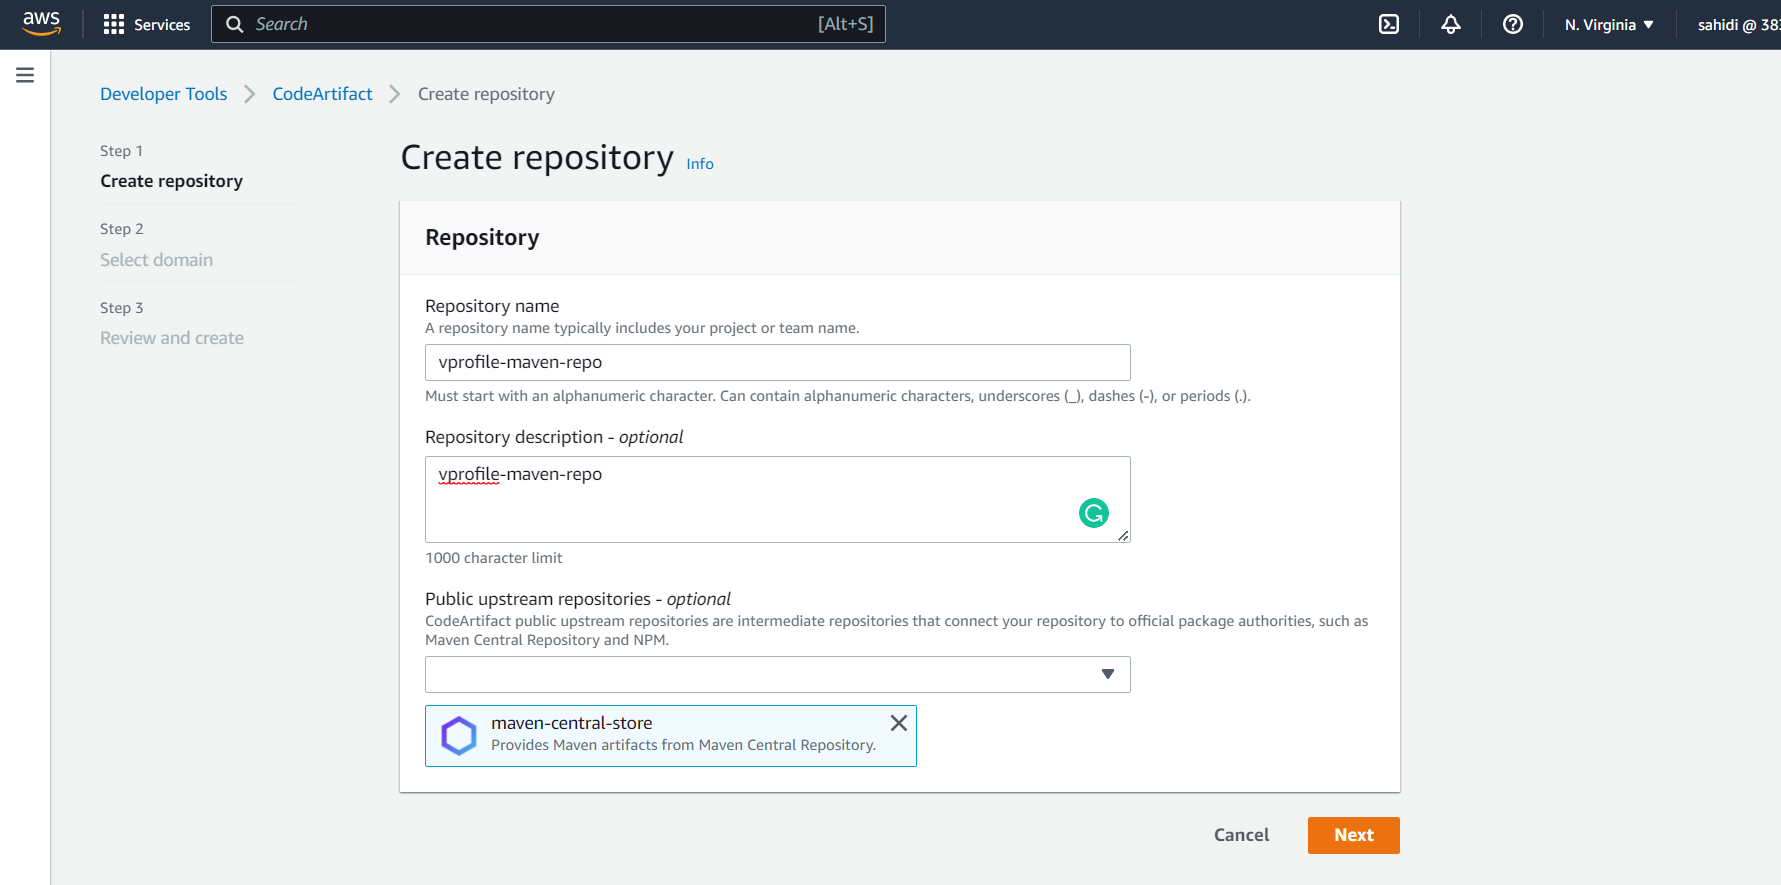 aws
Services
Search
[Alt+S]
N. Virginia
sahidi @ 383
Developer Tools
CodeArtifact
Create repository
Step 1
Create repository
Step 2
Select domain
Step 3
Review and create
Create repository Info
Repository
Repository name
A repository name typically includes your project or team name.
vprofile-maven-repo
Must start with an alphanumeric character. Can contain alphanumeric characters, underscores (_), dashes (-), or periods (.).
Repository description - optional
vprofile-maven-repo
1000 character limit
Public upstream repositories - optional
CodeArtifact public upstream repositories are intermediate repositories that connect your repository to official package authorities, such as
Maven Central Repository and NPM.
maven-central-store
Provides Maven artifacts from Maven Central Repository.
Cancel
Next